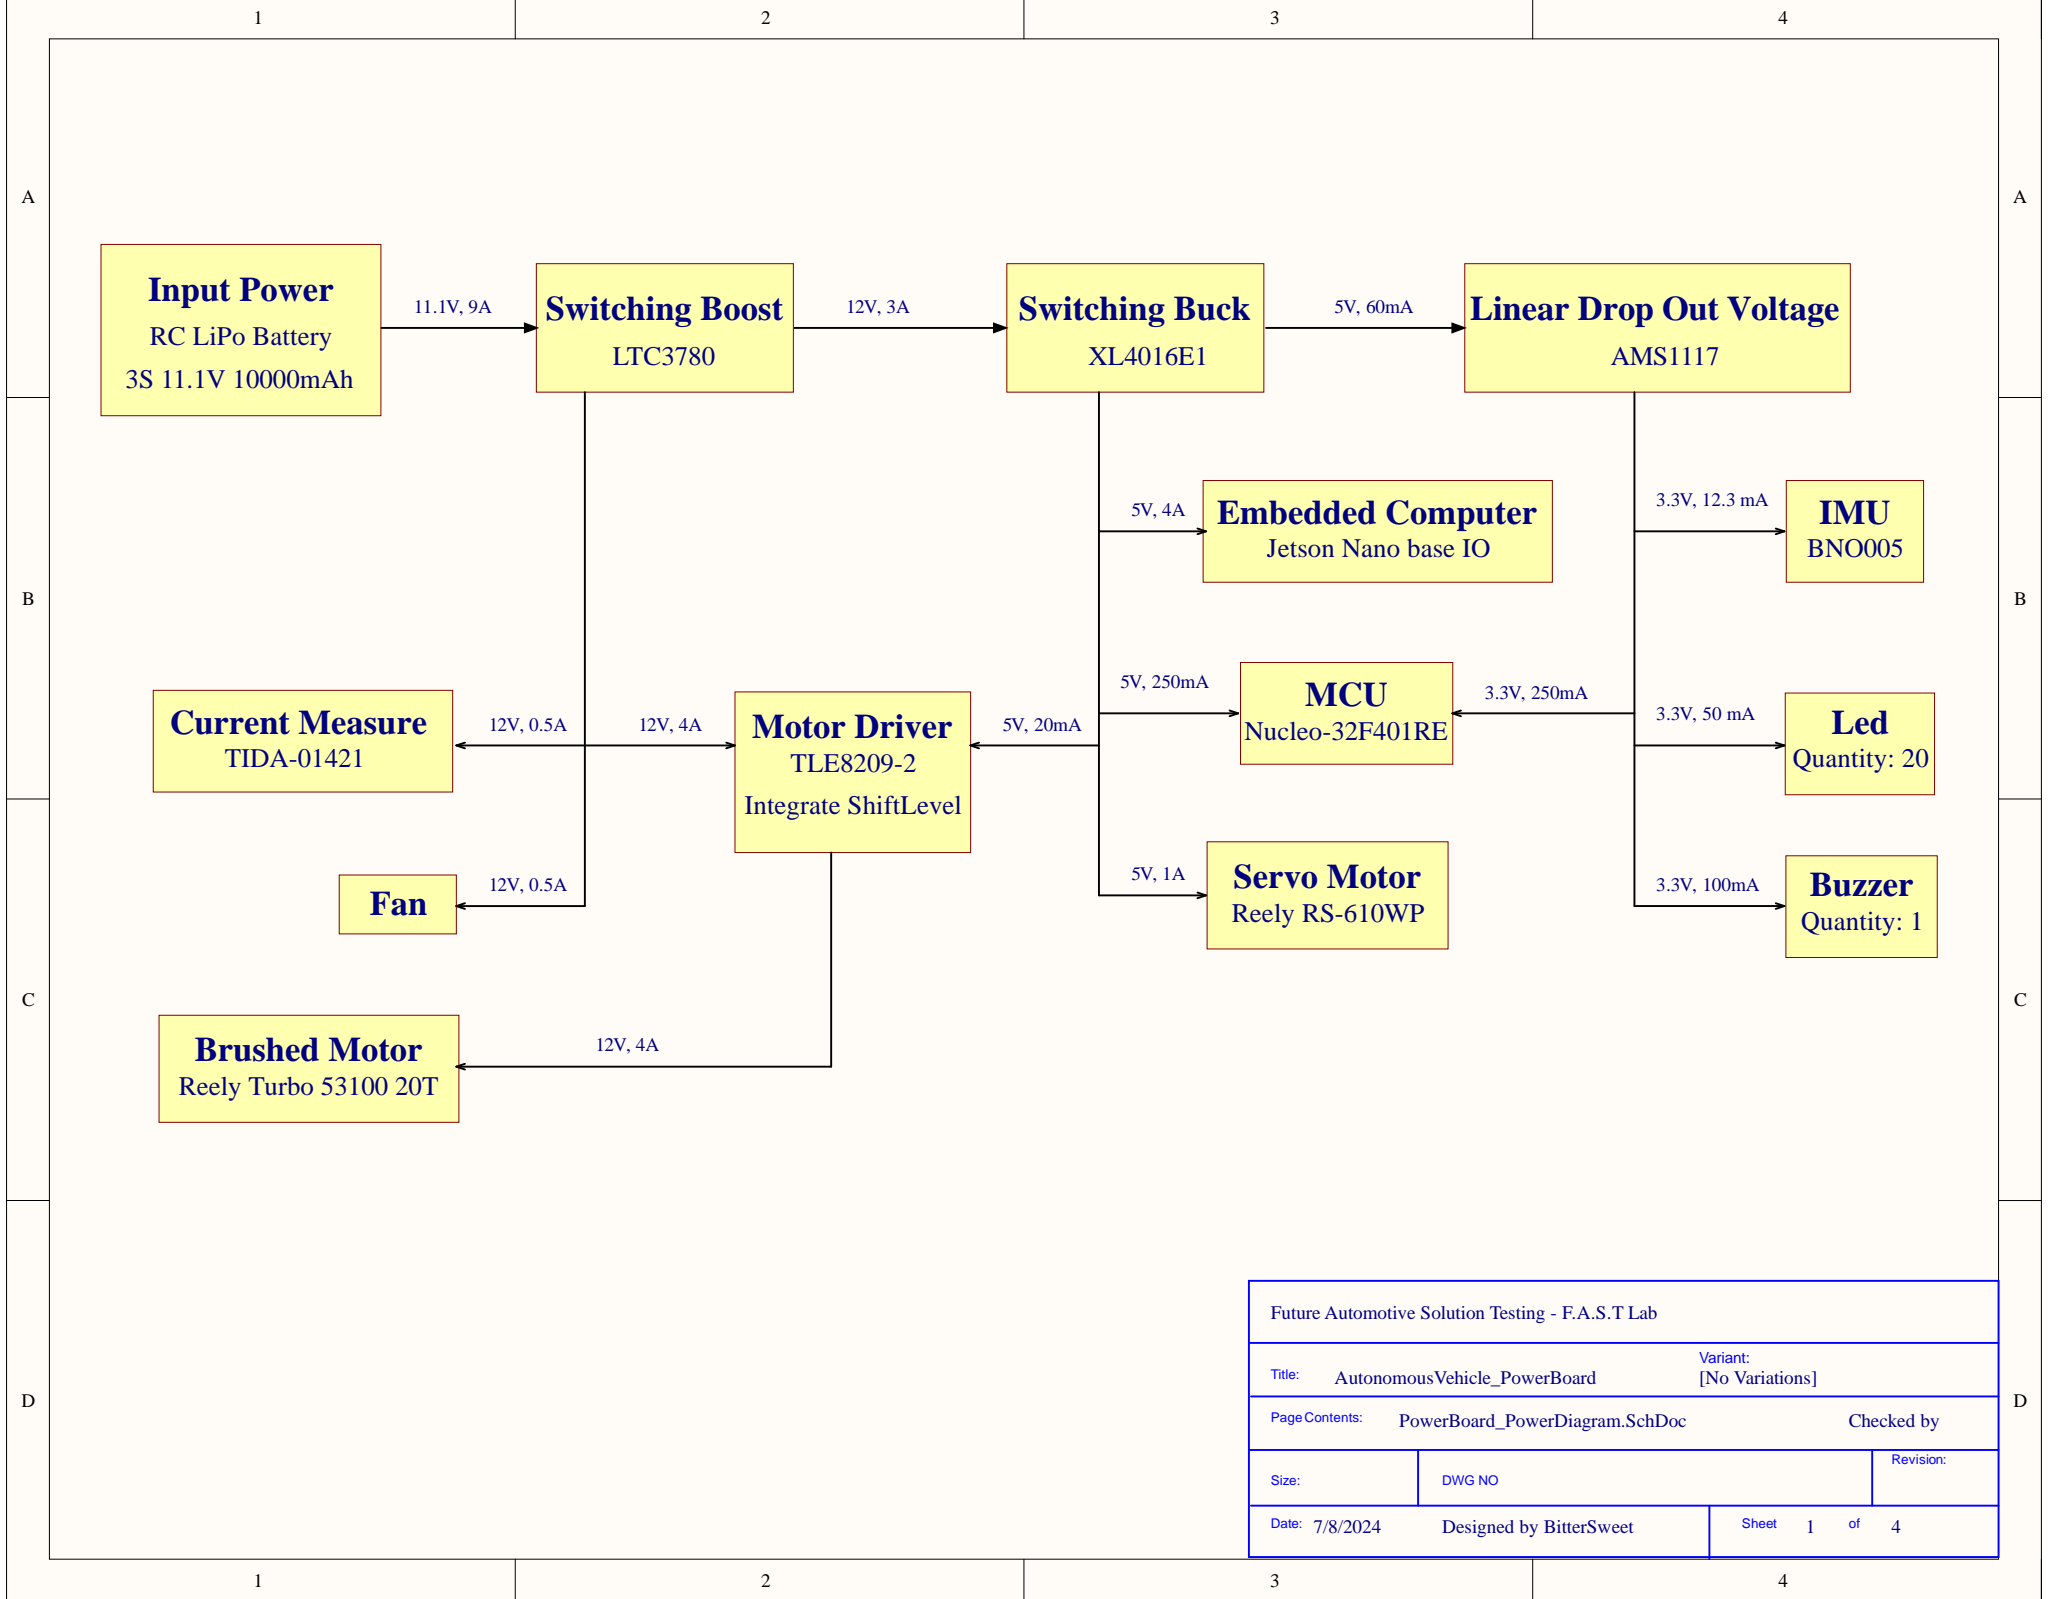 1 2 3 4
A A
Input Power
RC LiPo Battery
3S 11.1V 10000mAh
11.1V, 9A
Switching Boost
LTC3780
12V, 3A
Switching Buck
XL4016E1
5V, 60mA
Linear Drop Out Voltage
AMS1117
B B
5V, 4A
Embedded Computer
Jetson Nano base IO
3.3V, 12.3 mA
IMU
BNO005
Current Measure
TIDA-01421
12V, 0.5A
12V, 4A
Motor Driver
TLE8209-2
Integrate ShiftLevel
5V, 20mA
5V, 250mA
MCU
Nucleo-32F401RE
3.3V, 250mA
3.3V, 50 mA
Led
Quantity: 20
Fan
12V, 0.5A
5V, 1A
Servo Motor
Reely RS-610WP
3.3V, 100mA
Buzzer
Quantity: 1
C C
Brushed Motor
Reely Turbo 53100 20T
12V, 4A
D D
Future Automotive Solution Testing - F.A.S.T Lab
Title: AutonomousVehicle_PowerBoard
Variant:
[No Variations]
Page Contents: PowerBoard_PowerDiagram.SchDoc Checked by
Size: DWG NO Revision:
Date: 7/8/2024 Designed by BitterSweet Sheet 1 of 4
1 2 3 4